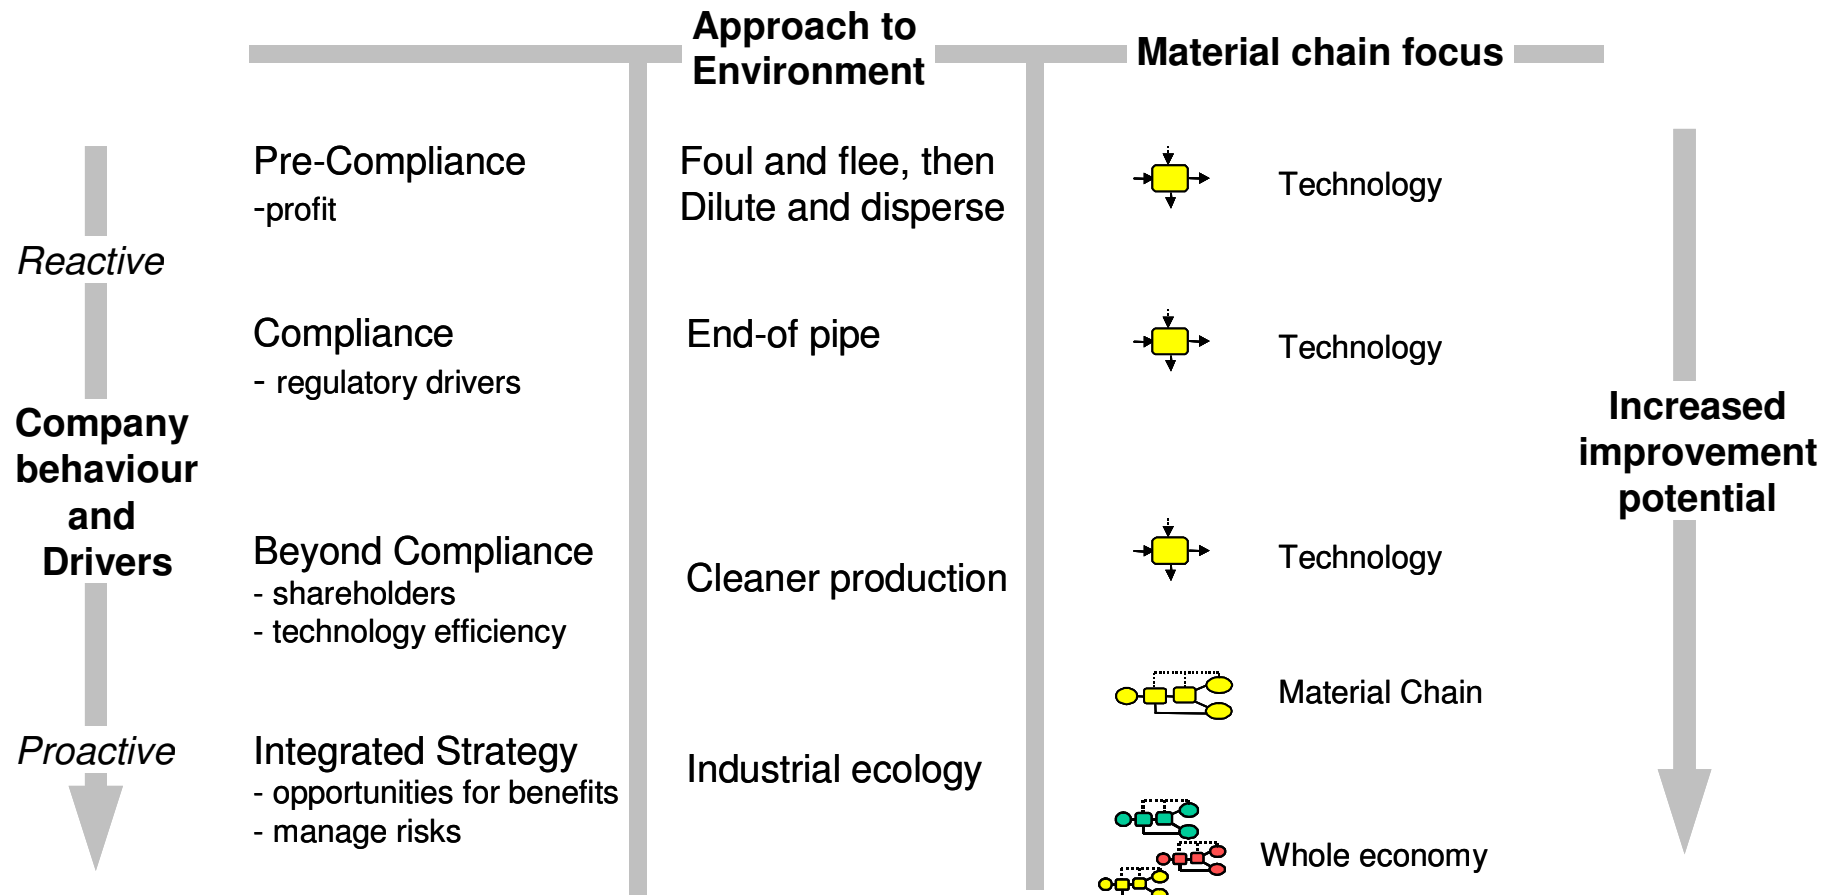 Approach to
Environment
Material chain focus
Pre-Compliance
-profit
Foul and flee, then
Dilute and disperse
Technology
Reactive
Compliance
- regulatory drivers
End-of pipe
Technology
Company
behaviour
and
Drivers
Increased
improvement
potential
Beyond Compliance
- shareholders
- technology efficiency
Cleaner production
Technology
Material Chain
Proactive
Integrated Strategy
- opportunities for benefits
- manage risks
Industrial ecology
Whole economy